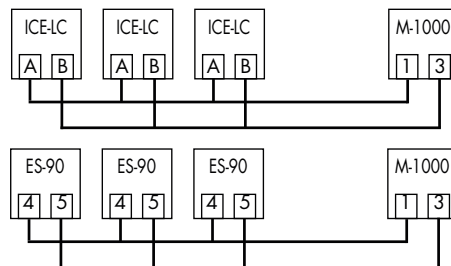 ICE-LC ICE-LC ICE-LC M-1000
A B A B A B 1 3
ES-90 ES-90 ES-90 M-1000
4 5 4 5 4 5 1 3